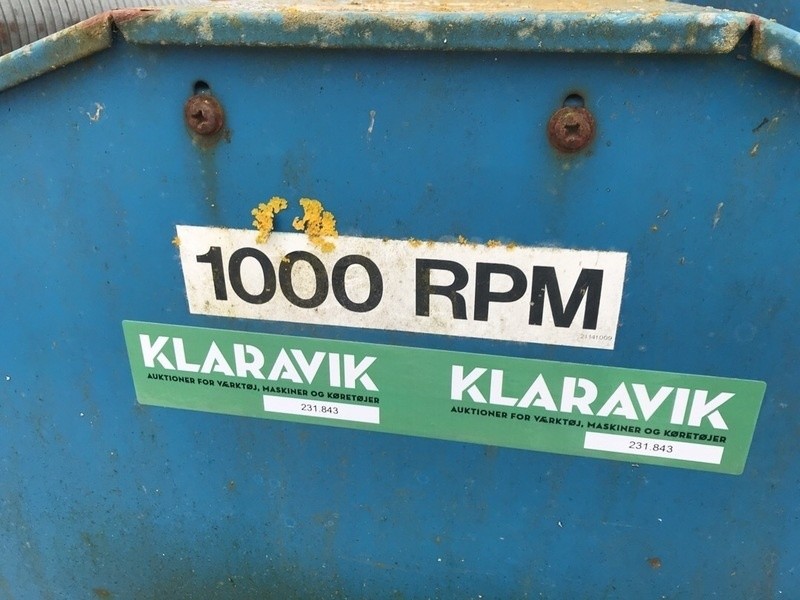 1000 RPM
21141000
KLARAVIK
AUKTIONER FOR VÆRKTØJ, MASKINER OG KØRETØJER
231.843
KLARAVIK
AUKTIONER FOR VÆRKTØJ, MASKINER OG KØRETØJER
231.843